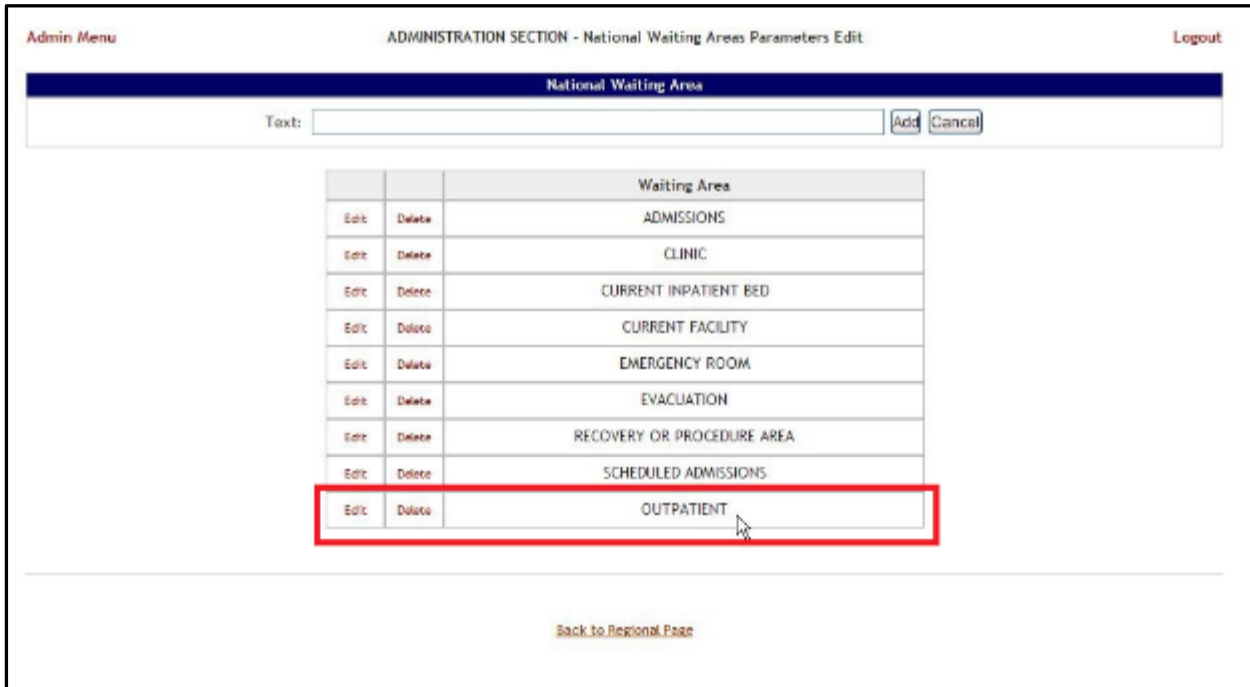 Admin Menu ADMINISTRATION SECTION - National Waiting Areas Parameters Edit Logout
National Waiting Area
Text: Add Cancel
Waiting Area
Edit Delete ADMISSIONS
Edit Delete CLINIC
Edit Delete CURRENT INPATIENT BED
Edit Delete CURRENT FACILITY
Edit Delete EMERGENCY ROOM
Edit Delete EVACUATION
Edit Delete RECOVERY OR PROCEDURE AREA
Edit Delete SCHEDULED ADMISSIONS
Edit Delete OUTPATIENT
Back to Regional Page